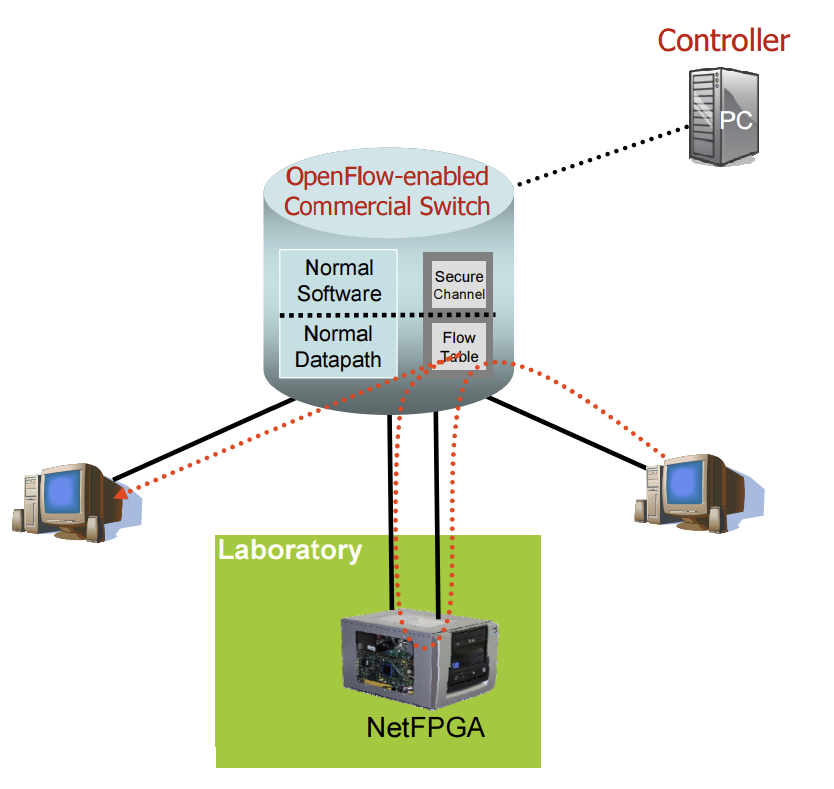 Controller
PC
OpenFlow-enabled
Commercial Switch
Normal
Software
Secure
Channel
Normal
Datapath
Flow
Table
Laboratory
NetFPGA